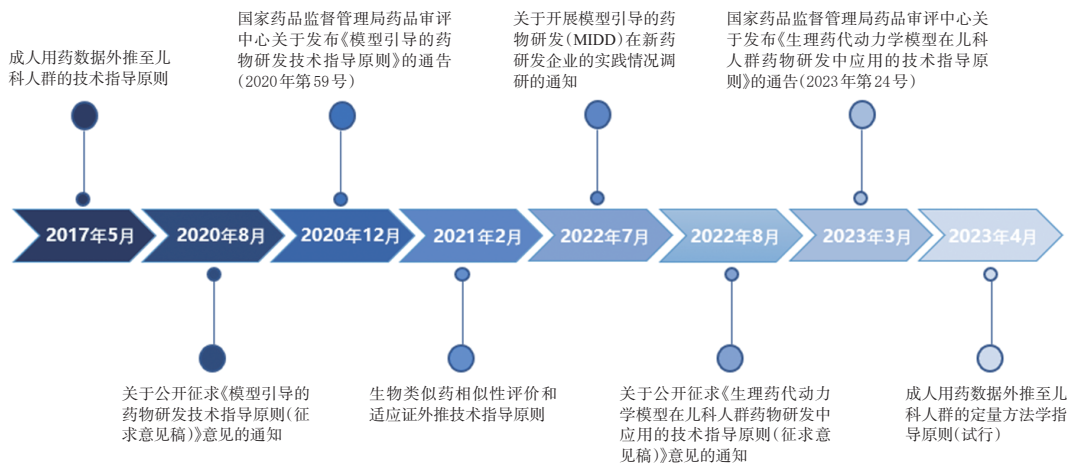 成人用药数据外推至儿
科人群的技术指导原则
国家药品监督管理局药品审评
中心关于发布《模型引导的药
物研发技术指导原则》的通告
(2020年第59号)
关于开展模型引导的药
物研发(MIDD)在新药
研发企业的实践情况调
研的通知
国家药品监督管理局药品审评中心关
于发布《生理药代动力学模型在儿科
人群药物研发中应用的技术指导原
则》的通告(2023年第24号)
2017年5月
2020年8月
2020年12月
2021年2月
2022年7月
2022年8月
2023年3月
2023年4月
关于公开征求《模型引导的
药物研发技术指导原则(征
求意见稿)》意见的通知
生物类似药相似性评价和
适应证外推技术指导原则
关于公开征求《生理药代动力
学模型在儿科人群药物研发中
应用的技术指导原则(征求意
见稿)》意见的通知
成人用药数据外推至儿
科人群的定量方法学指
导原则(试行)